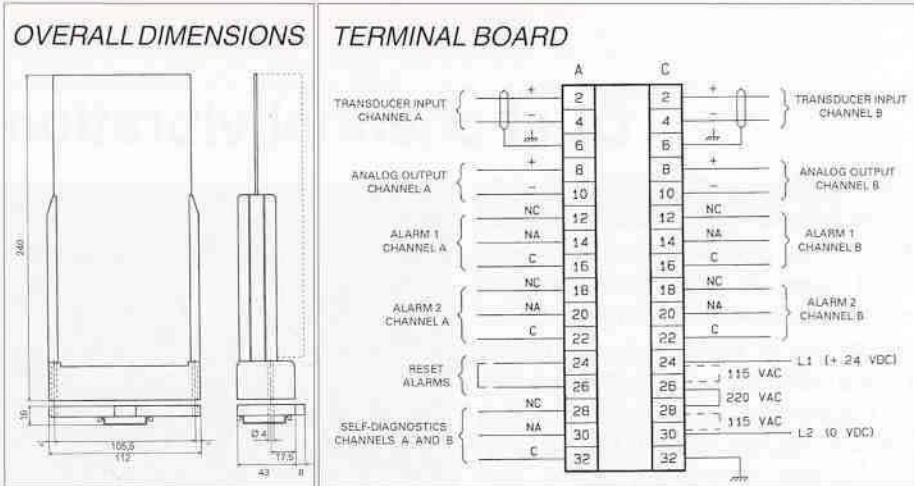 OVERALL DIMENSIONS
240
19
105,5
112
Ø 4
17,5
43
8
TERMINAL BOARD
A
C
TRANSDUCER INPUT
CHANNEL A
+
2
2
+
TRANSDUCER INPUT
CHANNEL B
-
4
4
-
6
6
ANALOG OUTPUT
CHANNEL A
+
8
8
+
ANALOG OUTPUT
CHANNEL B
-
10
10
-
ALARM 1
CHANNEL A
NC
12
12
NC
ALARM 1
CHANNEL B
NA
14
14
NA
C
16
16
C
ALARM 2
CHANNEL A
NC
18
18
NC
ALARM 2
CHANNEL B
NA
20
20
NA
C
22
22
C
RESET
ALARMS
24
24
L1 (+ 24 VDC)
115 VAC
26
26
220 VAC
SELF-DIAGNOSTICS
CHANNELS A AND B
NC
28
28
115 VAC
NA
30
30
L2 (0 VDC)
C
32
32